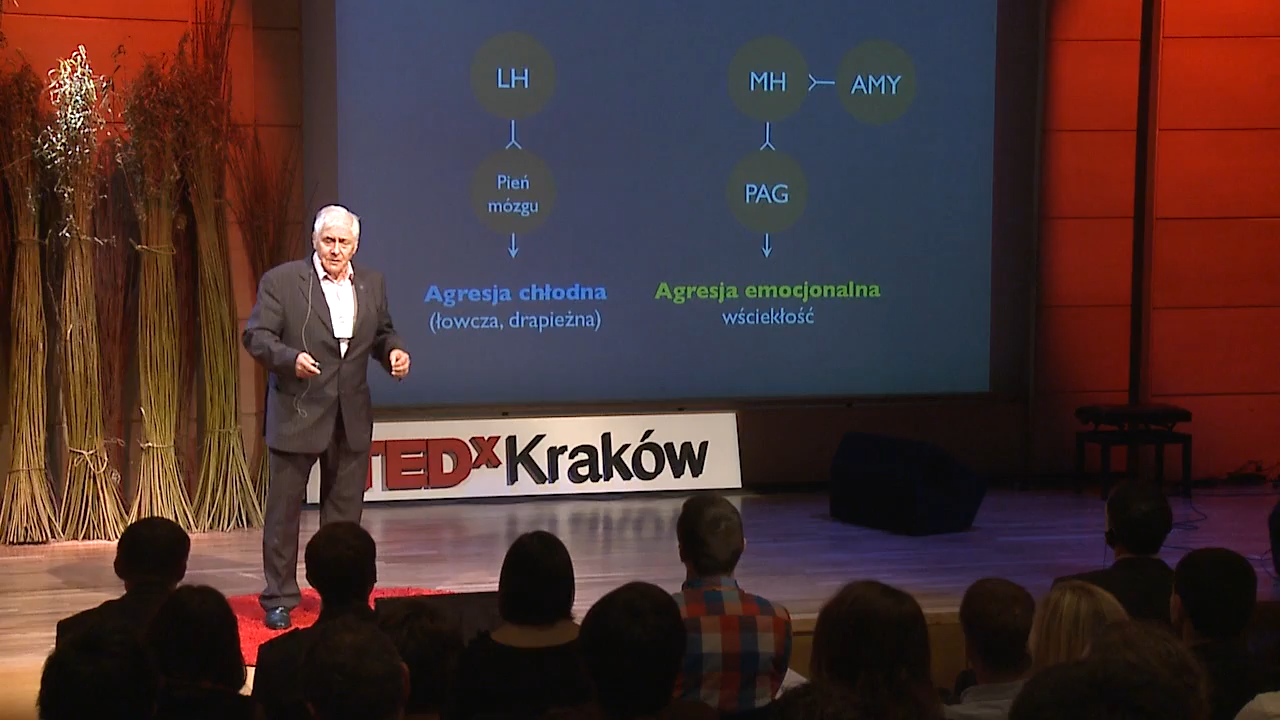 LH
MH
AMY
Pień
mózgu
PAG
Agresja chłodna
(łowcza, drapieżna)
Agresja emocjonalna
wściekłość
TEDxKraków